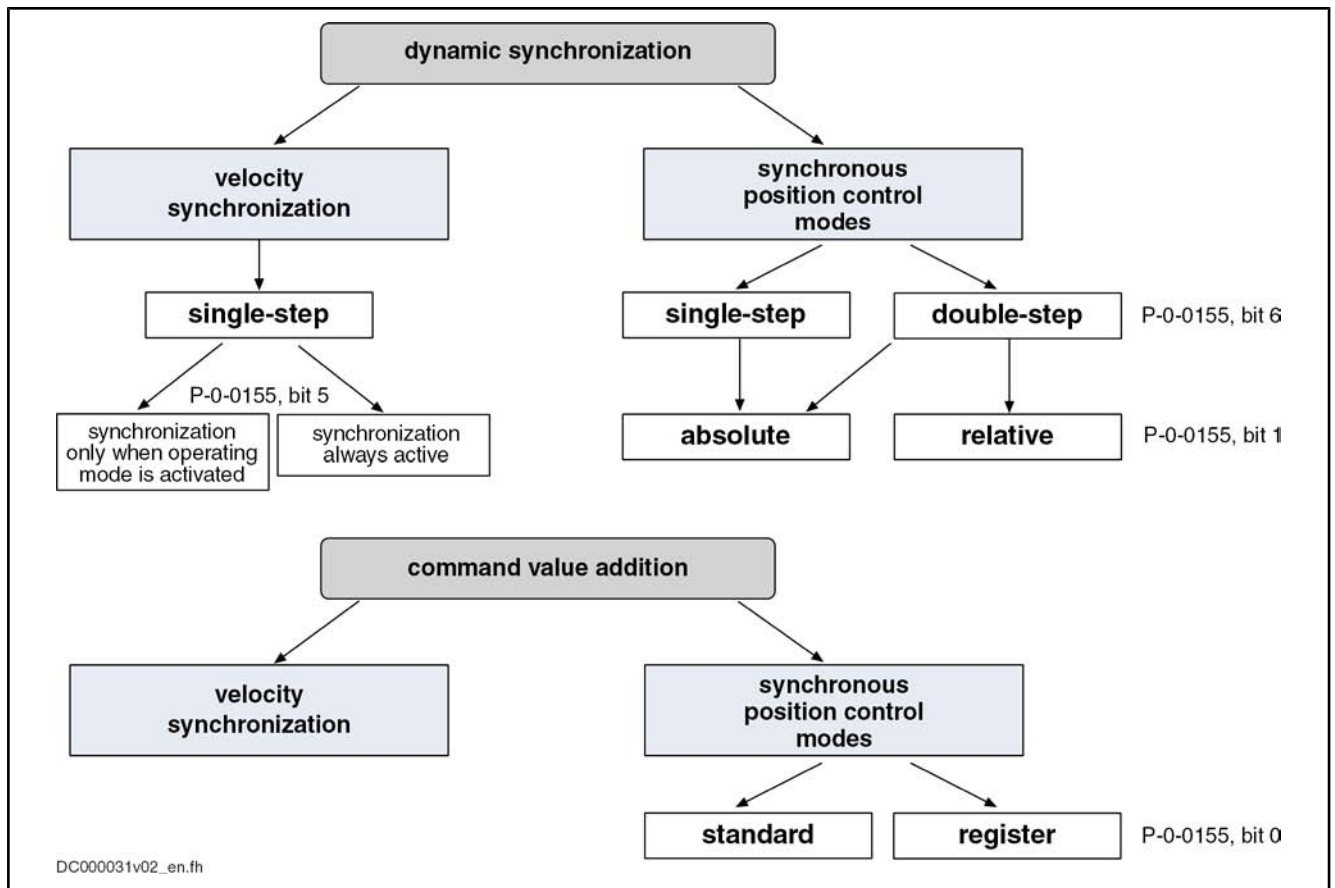 dynamic synchronization
velocity
synchronization
synchronous
position control
modes
single-step
single-step
double-step
P-0-0155, bit 6
P-0-0155, bit 5
synchronization
only when operating
mode is activated
synchronization
always active
absolute
relative
P-0-0155, bit 1
command value addition
velocity
synchronization
synchronous
position control
modes
standard
register
P-0-0155, bit 0
DC000031v02_en.fh